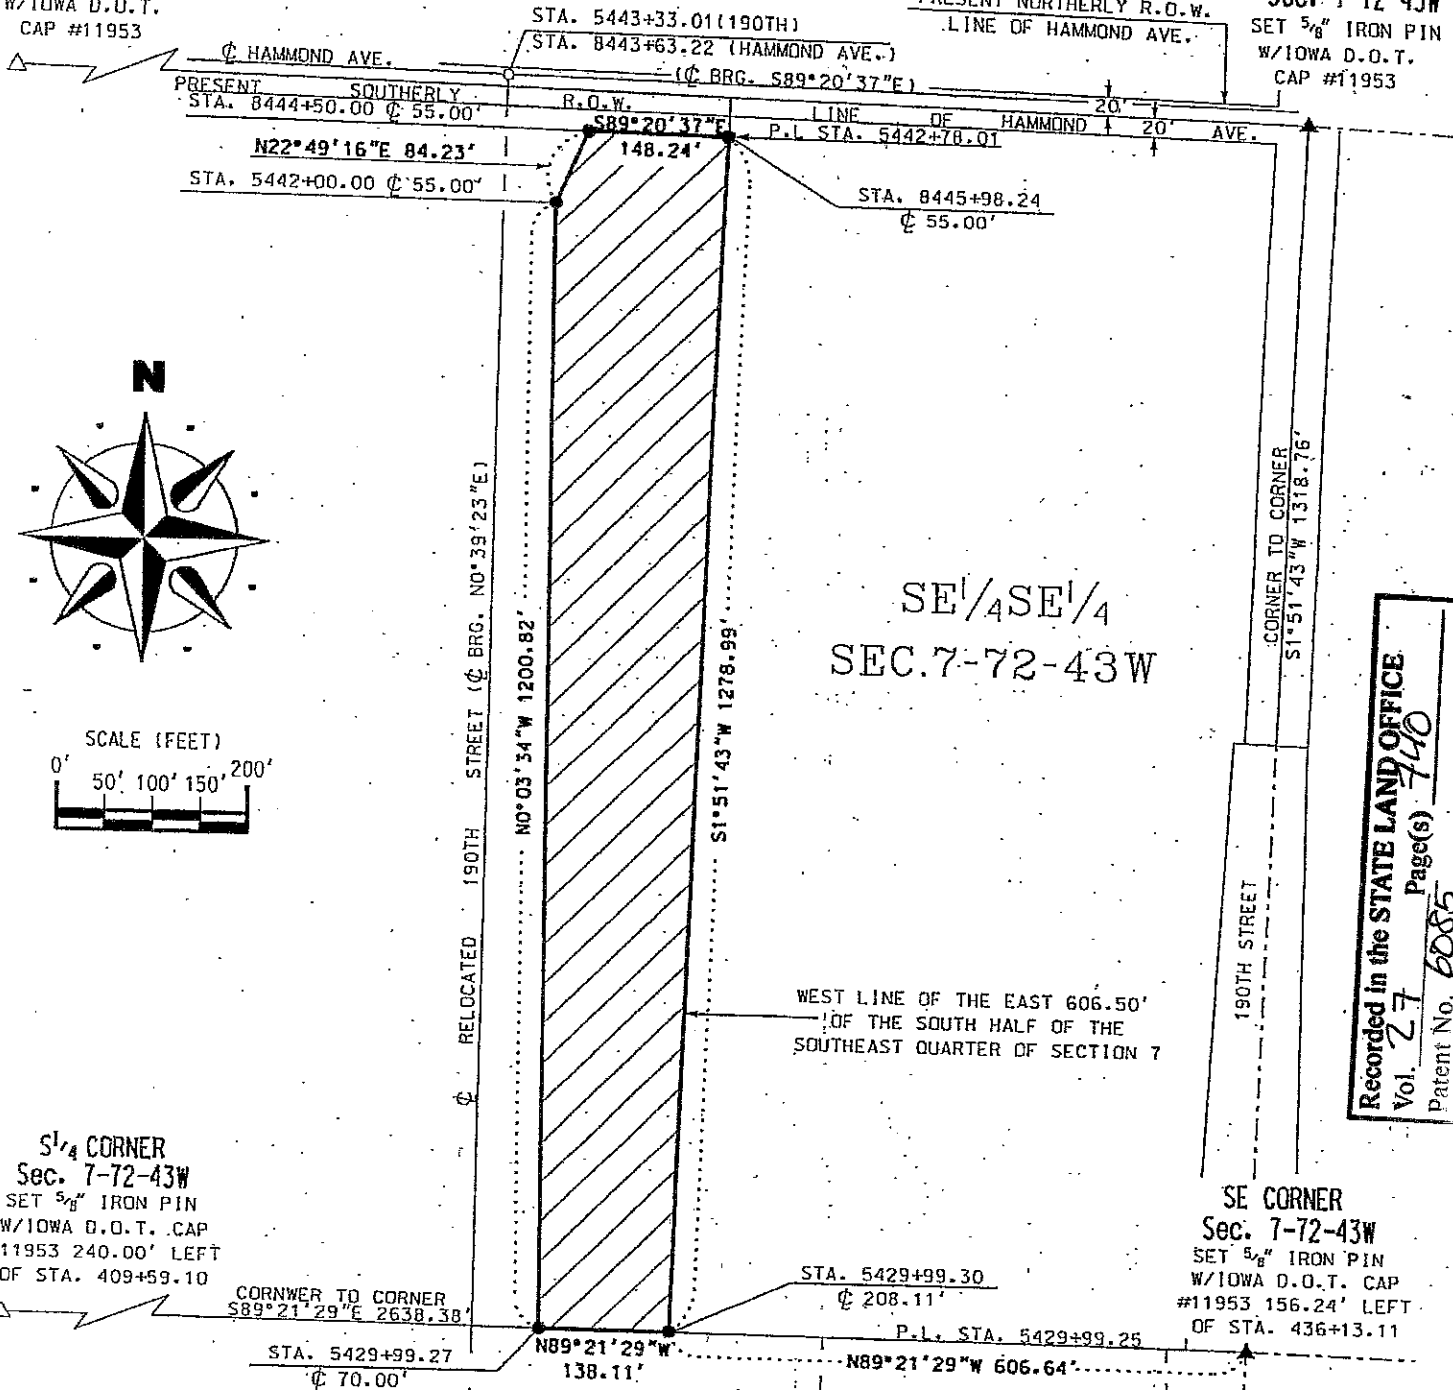 W/IOWA D.O.T.
CAP #11953
STA. 5443+33.01(190TH)
STA. 8443+63.22 (HAMMOND AVE.)
PRESENT NORTHERLY R.O.W.
LINE OF HAMMOND AVE.
SET 5/8" IRON PIN
W/IOWA D.O.T.
CAP #11953
℄ HAMMOND AVE.
(℄ BRG. S89°20'37"E)
PRESENT SOUTHERLY R.O.W. LINE OF HAMMOND AVE.
20'
20'
STA. 8444+50.00 ℄ 55.00'
S89°20'37"E
148.24'
P.L STA. 5442+78.01
N22°49'16"E 84.23'
STA. 5442+00.00 ℄ 55.00'
STA. 8445+98.24
℄ 55.00'
N
SCALE (FEET)
0' 50' 100' 150' 200'
RELOCATED 190TH STREET (℄ BRG. N0°39'23"E)
℄
N0°03'34"W 1200.82'
S1°51'43"W 1278.99'
SE1/4SE1/4
SEC.7-72-43W
CORNER TO CORNER
S1°51'43"W 1318.76'
190TH STREET
Recorded in the STATE LAND OFFICE
Vol. 27 Page(s) 740
Patent No. 6085
WEST LINE OF THE EAST 606.50'
OF THE SOUTH HALF OF THE
SOUTHEAST QUARTER OF SECTION 7
S1/4 CORNER
Sec. 7-72-43W
SET 5/8" IRON PIN
W/IOWA D.O.T. CAP
11953 240.00' LEFT
OF STA. 409+59.10
SE CORNER
Sec. 7-72-43W
SET 5/8" IRON PIN
W/IOWA D.O.T. CAP
#11953 156.24' LEFT
OF STA. 436+13.11
CORNWER TO CORNER
S89°21'29"E 2638.38'
STA. 5429+99.30
℄ 208.11'
STA. 5429+99.27
℄ 70.00'
N89°21'29"W
138.11'
P.L. STA. 5429+99.25
N89°21'29"W 606.64'